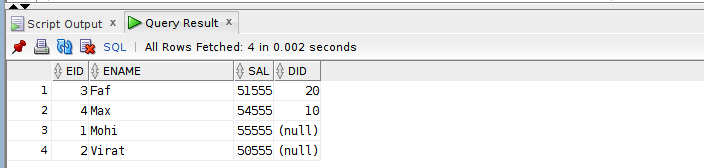 Script Output x Query Result x
SQL | All Rows Fetched: 4 in 0.002 seconds
EID ENAME SAL DID
1 3 Faf 51555 20
2 4 Max 54555 10
3 1 Mohi 55555 (null)
4 2 Virat 50555 (null)